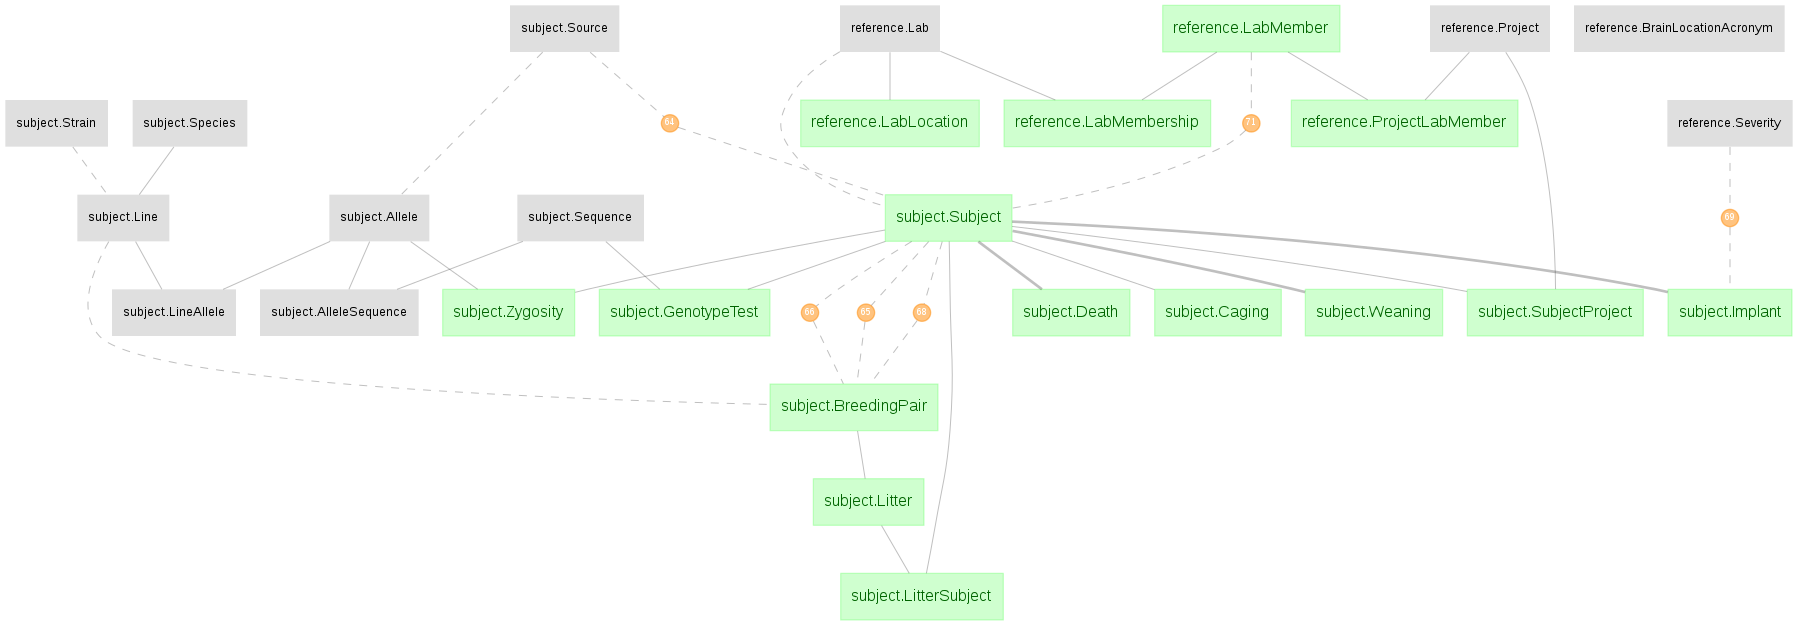 subject.Source
reference.Lab
reference.LabMember
reference.Project
reference.BrainLocationAcronym
subject.Strain
subject.Species
64
reference.LabLocation
reference.LabMembership
71
reference.ProjectLabMember
reference.Severity
subject.Line
subject.Allele
subject.Sequence
subject.Subject
69
subject.LineAllele
subject.AlleleSequence
subject.Zygosity
subject.GenotypeTest
66
65
68
subject.Death
subject.Caging
subject.Weaning
subject.SubjectProject
subject.Implant
subject.BreedingPair
subject.Litter
subject.LitterSubject